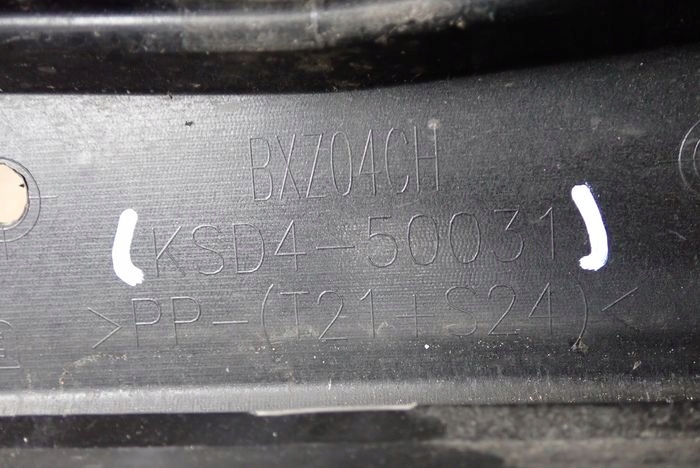 BXZ04CH
KSD4-50031
>PP-(T21+S24)<